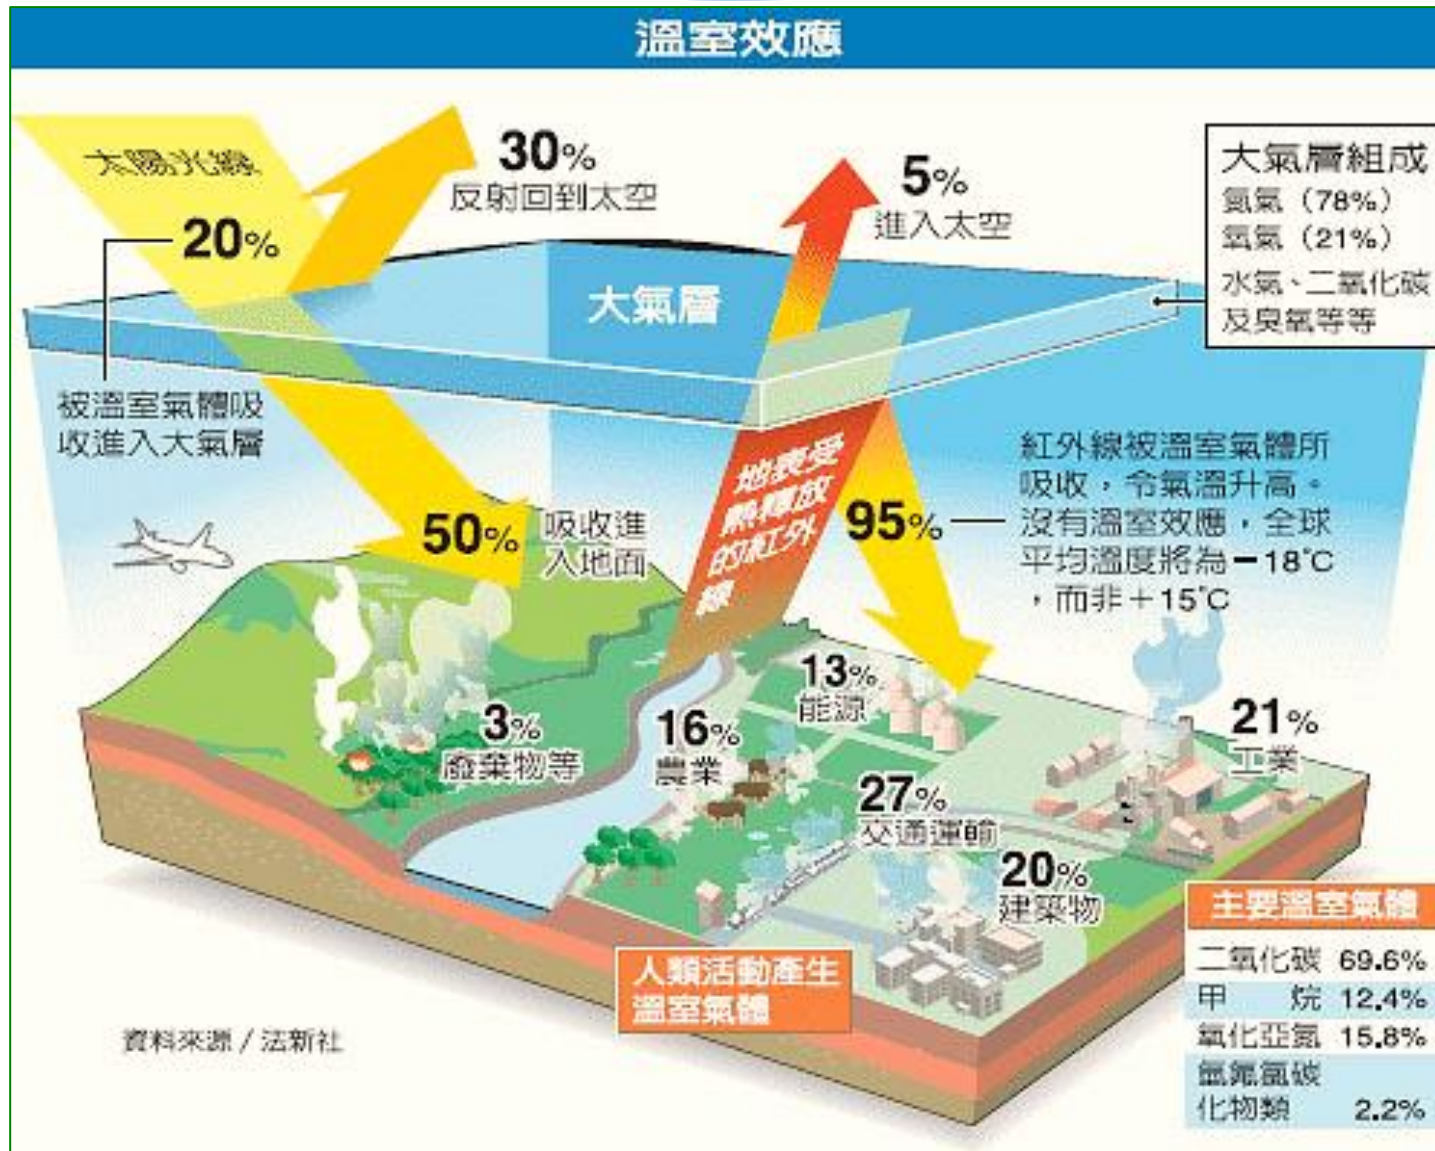 溫室效應
太陽光線
20%
30%
反射回到太空
5%
進入太空
大氣層組成
氮氣（78%）
氧氣（21%）
水氣、二氧化碳
及臭氧等等
大氣層
被溫室氣體吸
收進入大氣層
50%
吸收進
入地面
地表受
熱釋放
的紅外
線
95%
紅外線被溫室氣體所
吸收，令氣溫升高。
沒有溫室效應，全球
平均溫度將為－18°C
，而非＋15°C
3%
廢棄物等
16%
農業
13%
能源
27%
交通運輸
20%
建築物
21%
工業
人類活動產生
溫室氣體
主要溫室氣體
二氧化碳 69.6%
甲烷 12.4%
氧化亞氮 15.8%
氫氟氯碳
化物類 2.2%
資料來源/法新社